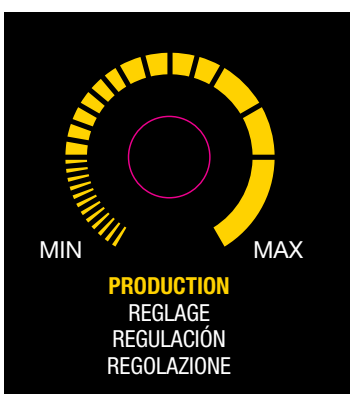 MIN MAX
PRODUCTION
REGLAGE
REGULACIÓN
REGOLAZIONE